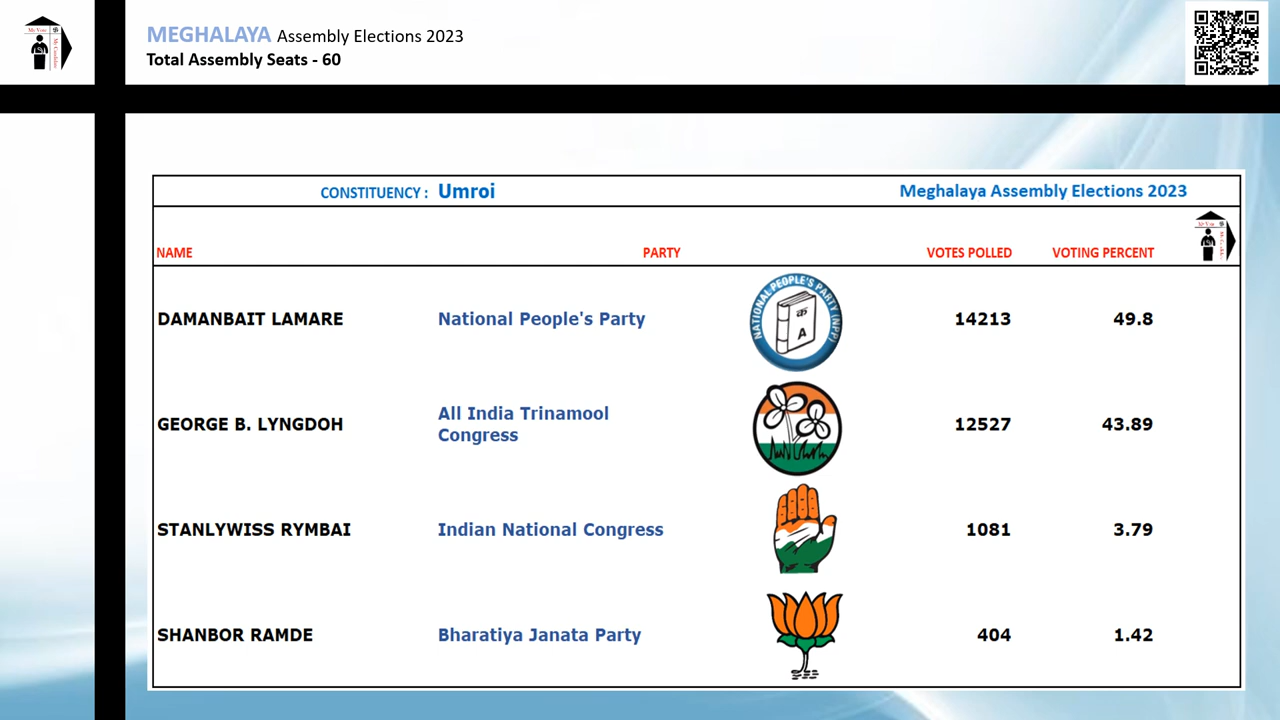 MEGHALAYA Assembly Elections 2023
Total Assembly Seats - 60
CONSTITUENCY : Umroi Meghalaya Assembly Elections 2023
NAME PARTY VOTES POLLED VOTING PERCENT
DAMANBAIT LAMARE National People's Party 14213 49.8
NATIONAL PEOPLE'S PARTY (NPP)
क
A
GEORGE B. LYNGDOH All India Trinamool Congress 12527 43.89
STANLYWISS RYMBAI Indian National Congress 1081 3.79
SHANBOR RAMDE Bharatiya Janata Party 404 1.42